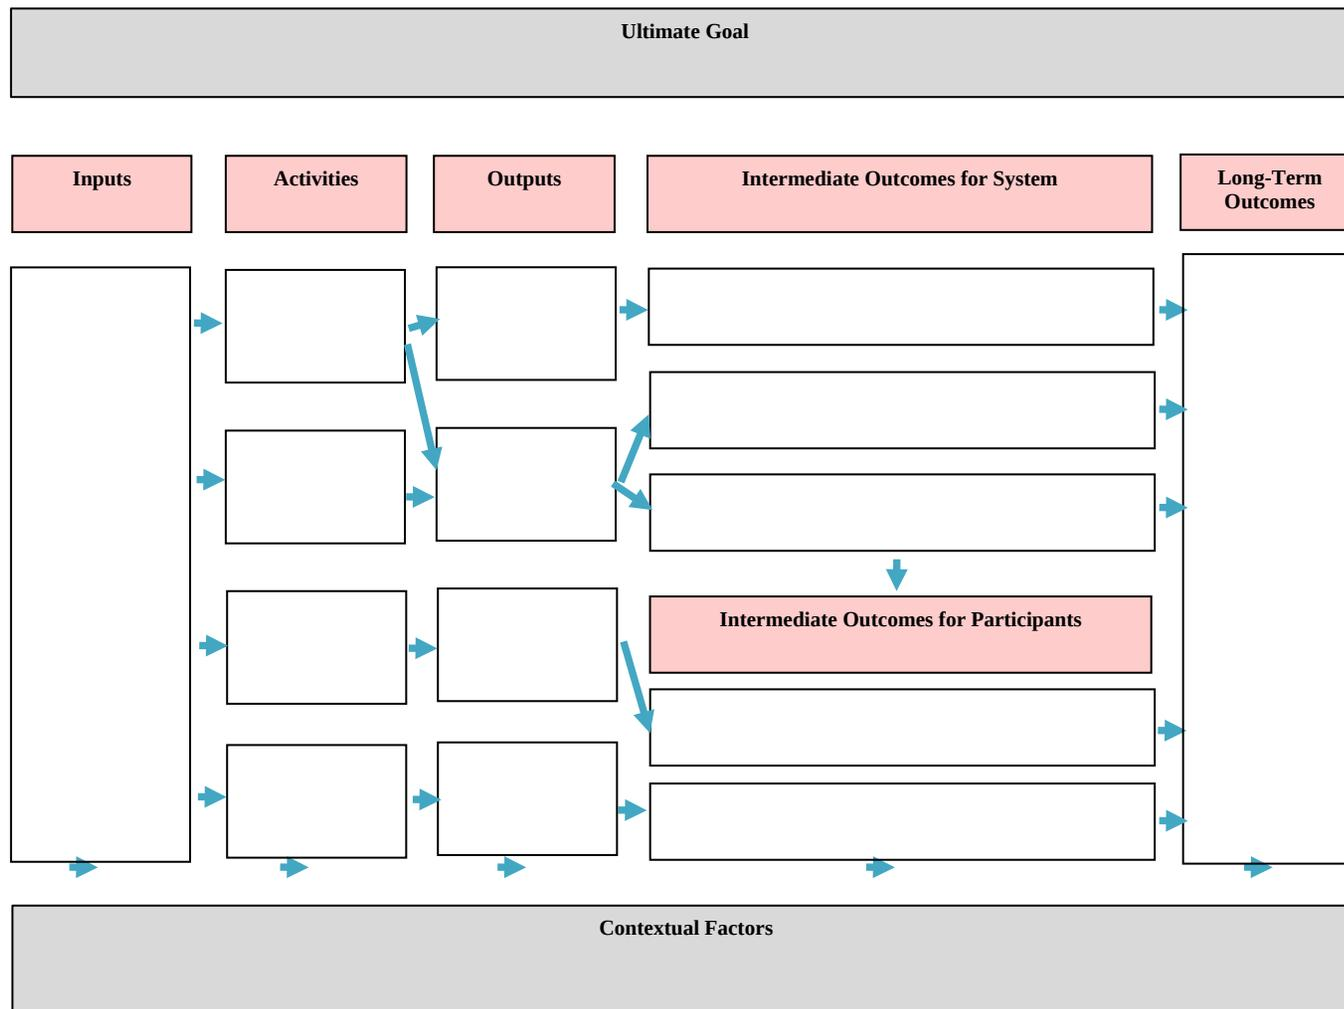 Ultimate Goal
Inputs
Activities
Outputs
Intermediate Outcomes for System
Long-Term
Outcomes
Intermediate Outcomes for Participants
Contextual Factors